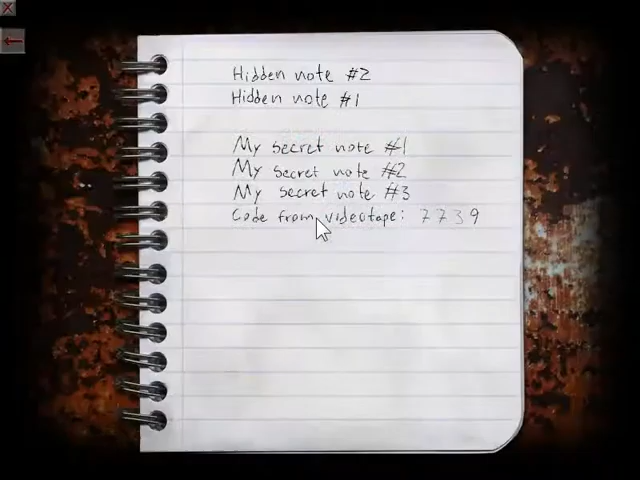 Hidden note #2
Hidden note #1
My secret note #1
My secret note #2
My secret note #3
Code from videotape: 7739